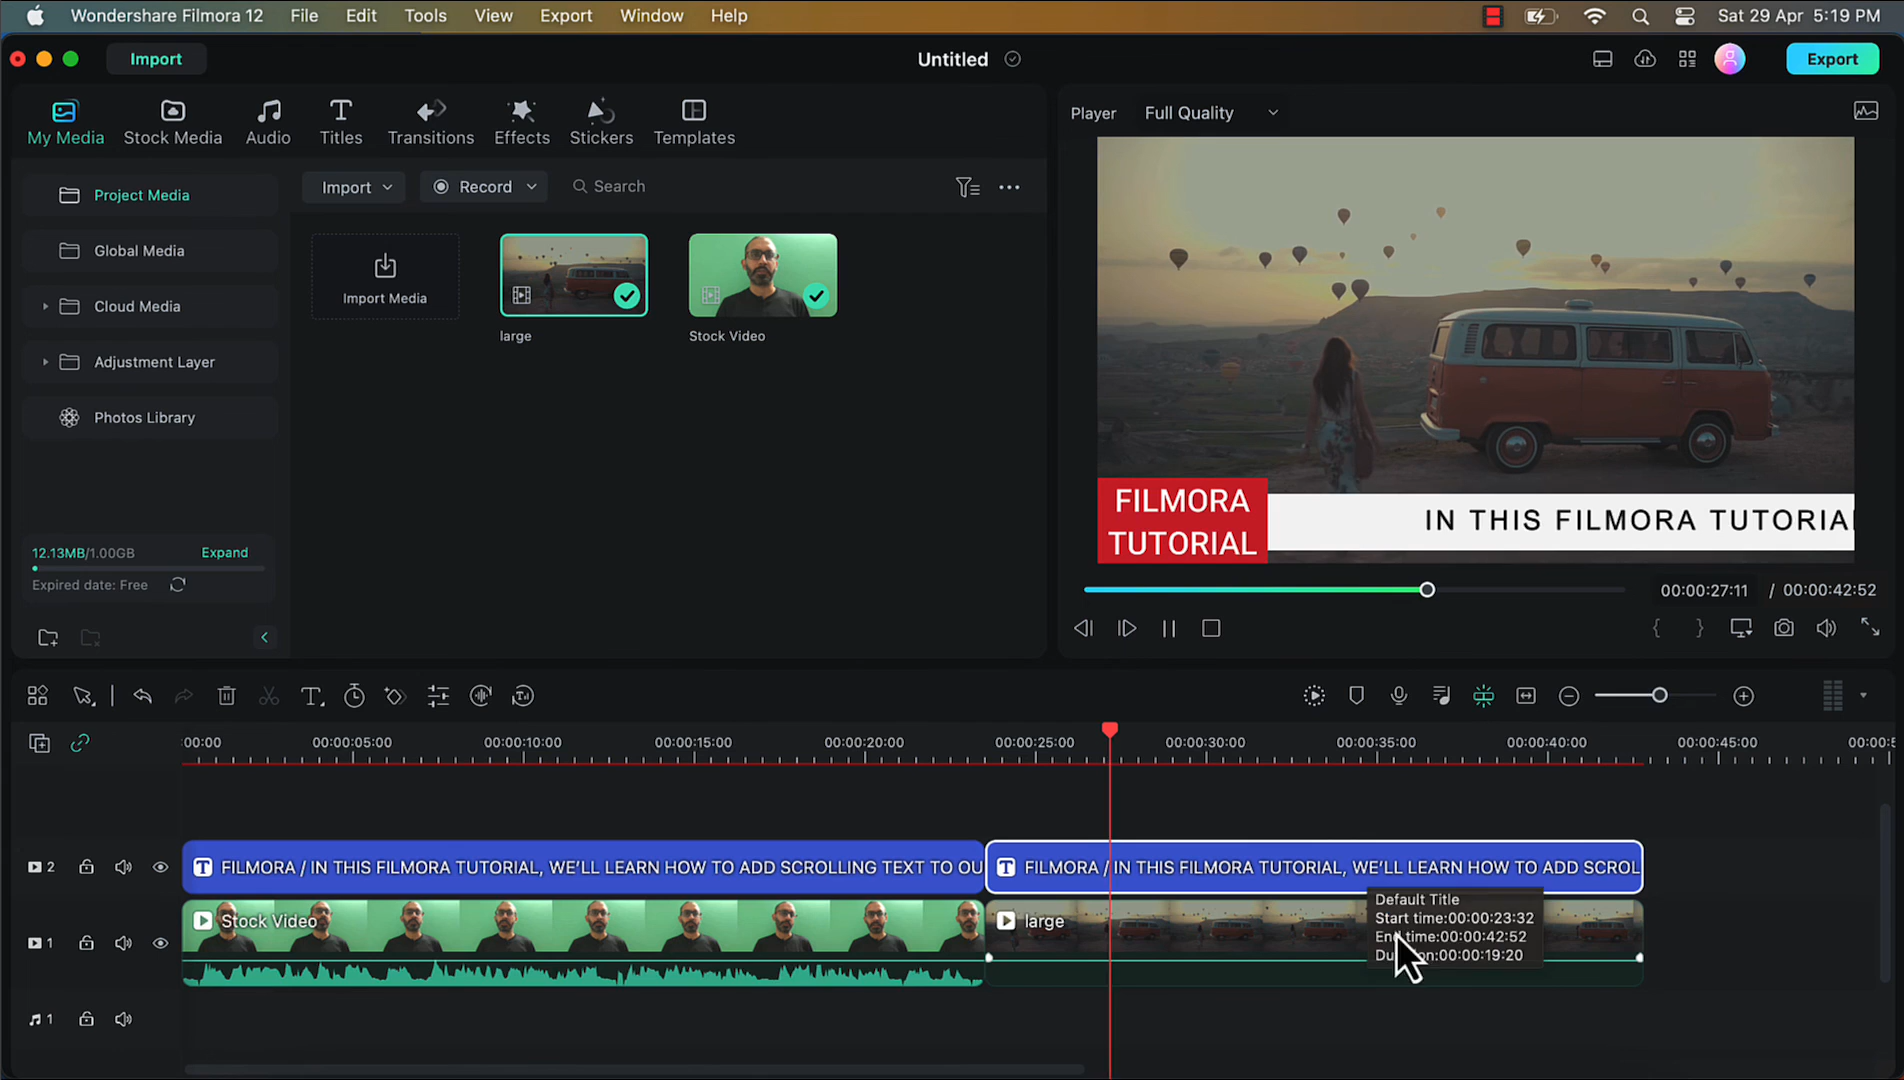 Wondershare Filmora 12 File Edit Tools View Export Window Help Sat 29 Apr 5:19 PM
Import Untitled Export
My Media Stock Media Audio Titles Transitions Effects Stickers Templates
Player Full Quality
Project Media
Import Record Search
Global Media
Cloud Media
Adjustment Layer
Photos Library
Import Media
large
Stock Video
12.13MB/1.00GB Expand
Expired date: Free
FILMORA
TUTORIAL
IN THIS FILMORA TUTORIA
00:00:27:11 / 00:00:42:52
:00:00 00:00:05:00 00:00:10:00 00:00:15:00 00:00:20:00 00:00:25:00 00:00:30:00 00:00:35:00 00:00:40:00 00:00:45:00 00:00:5
2 FILMORA / IN THIS FILMORA TUTORIAL, WE'LL LEARN HOW TO ADD SCROLLING TEXT TO OU FILMORA / IN THIS FILMORA TUTORIAL, WE'LL LEARN HOW TO ADD SCROL
1 Stock Video large
Default Title
Start time:00:00:23:32
End time:00:00:42:52
on:00:00:19:20
1